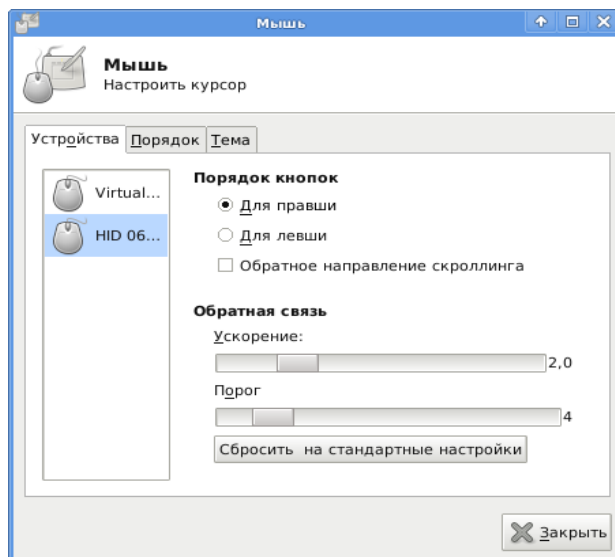 Мышь
Мышь
Настроить курсор
Устройства Порядок Тема
Virtual...
HID 06...
Порядок кнопок
Для правши
Для левши
Обратное направление скроллинга
Обратная связь
Ускорение:
2,0
Порог
4
Сбросить на стандартные настройки
Закрыть